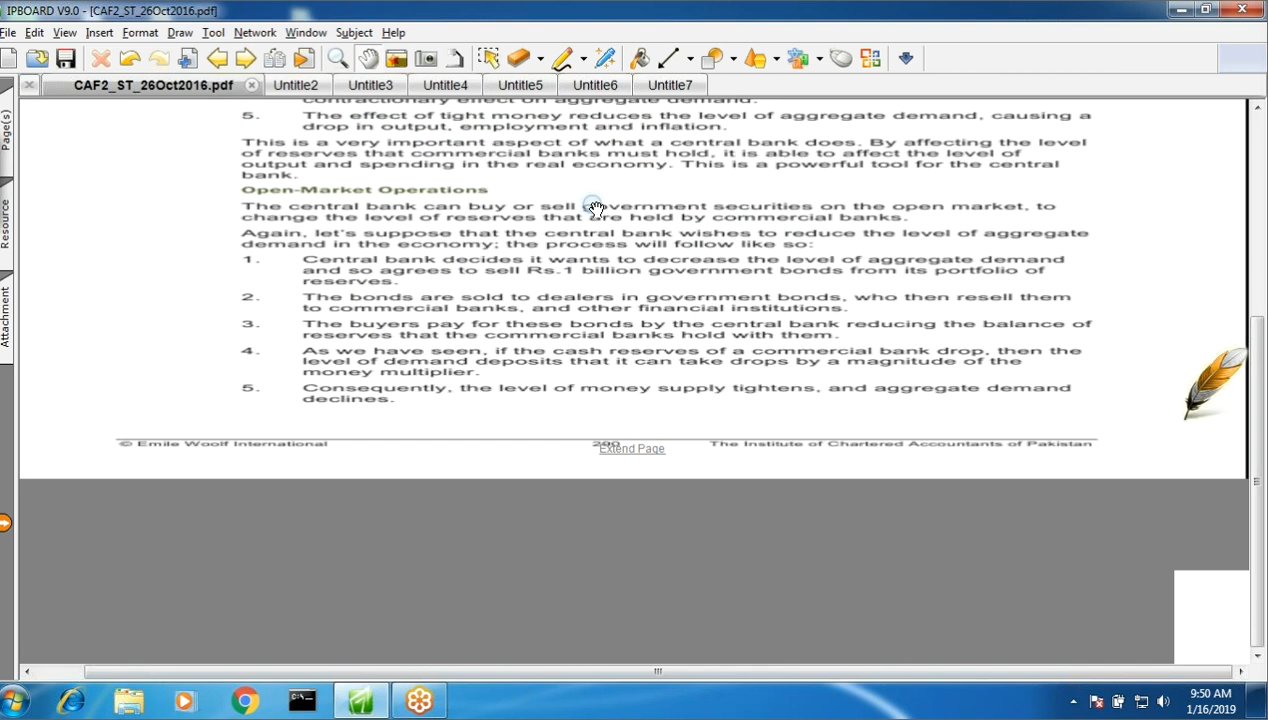 IPBOARD V9.0 - [CAF2_ST_26Oct2016.pdf]
File Edit View Insert Format Draw Tool Network Window Subject Help
CAF2_ST_26Oct2016.pdf Untitle2 Untitle3 Untitle4 Untitle5 Untitle6 Untitle7
Page(s)
Resource
Attachment
contractionary effect on aggregate demand.
5. The effect of tight money reduces the level of aggregate demand, causing a
drop in output, employment and inflation.
This is a very important aspect of what a central bank does. By affecting the level
of reserves that commercial banks must hold, it is able to affect the level of
output and spending in the real economy. This is a powerful tool for the central
bank.
Open-Market Operations
The central bank can buy or sell government securities on the open market, to
change the level of reserves that are held by commercial banks.
Again, let's suppose that the central bank wishes to reduce the level of aggregate
demand in the economy; the process will follow like so:
1. Central bank decides it wants to decrease the level of aggregate demand
and so agrees to sell Rs.1 billion government bonds from its portfolio of
reserves.
2. The bonds are sold to dealers in government bonds, who then resell them
to commercial banks, and other financial institutions.
3. The buyers pay for these bonds by the central bank reducing the balance of
reserves that the commercial banks hold with them.
4. As we have seen, if the cash reserves of a commercial bank drop, then the
level of demand deposits that it can take drops by a magnitude of the
money multiplier.
5. Consequently, the level of money supply tightens, and aggregate demand
declines.
© Emile Woolf International 290 The Institute of Chartered Accountants of Pakistan
Extend Page
9:50 AM
1/16/2019